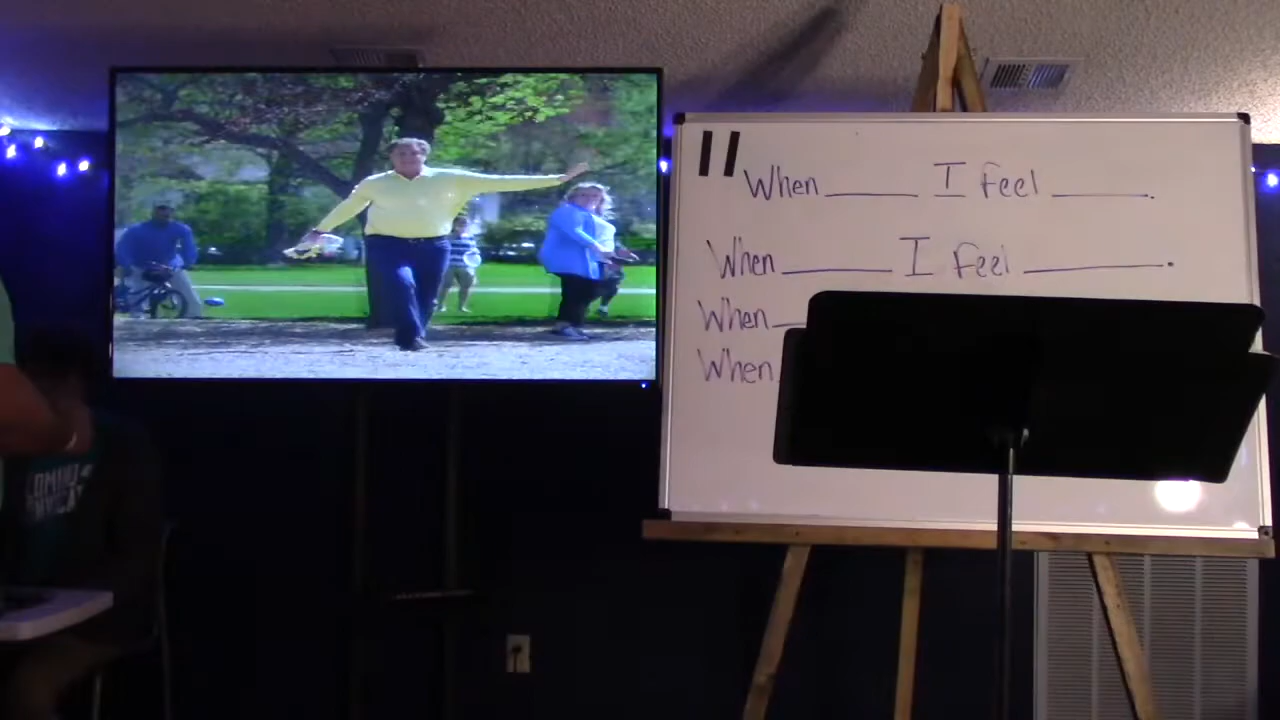 "When ______ I feel ______.
When ______ I feel ______.
When
When